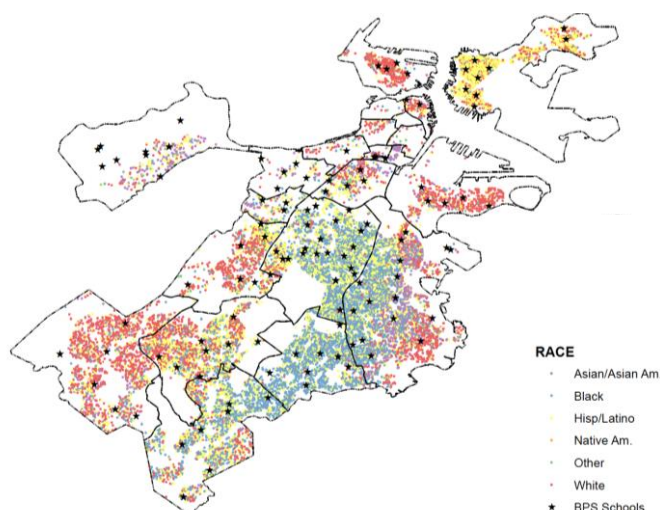 RACE
Asian/Asian Am.
Black
Hisp/Latino
Native Am.
Other
White
BPS Schools